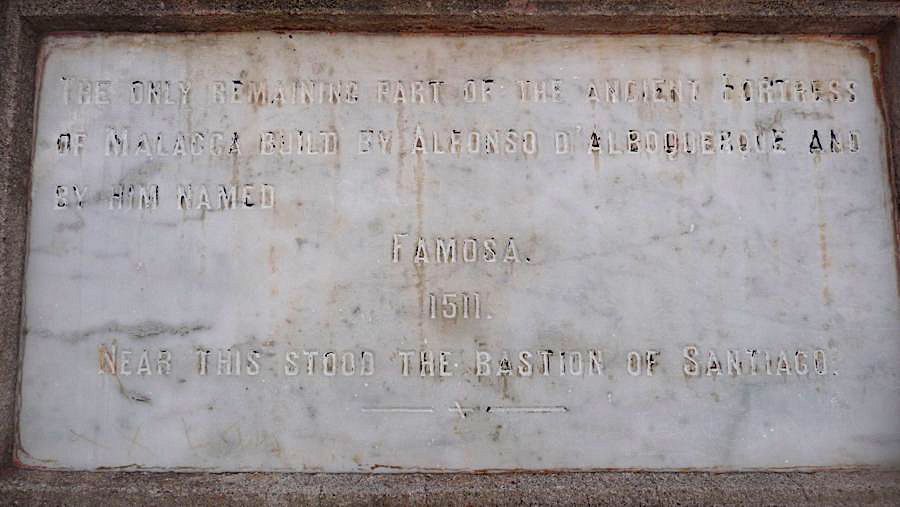 THE ONLY REMAINING PART OF THE ANCIENT FORTRESS
OF MALACCA BUILD BY ALFONSO D'ALBOQUERQUE AND
BY HIM NAMED
FAMOSA.
1511.
NEAR THIS STOOD THE BASTION OF SANTIAGO.